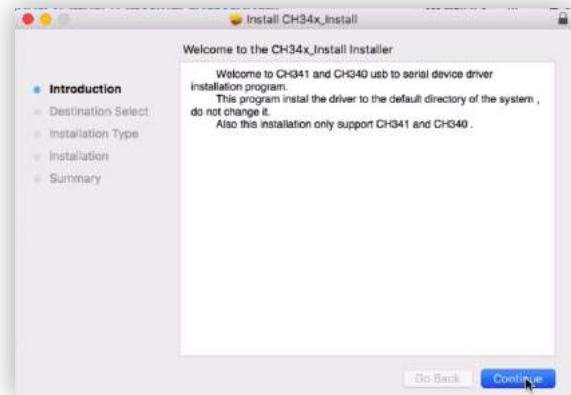 Install CH34x_Install
Welcome to the CH34x_Install Installer
Introduction
Destination Select
Installation Type
Installation
Summary
Welcome to CH341 and CH340 usb to serial device driver
installation program.
This program instal the driver to the default directory of the system ,
do not change it.
Also this installation only support CH341 and CH340 .
Go Back
Continue